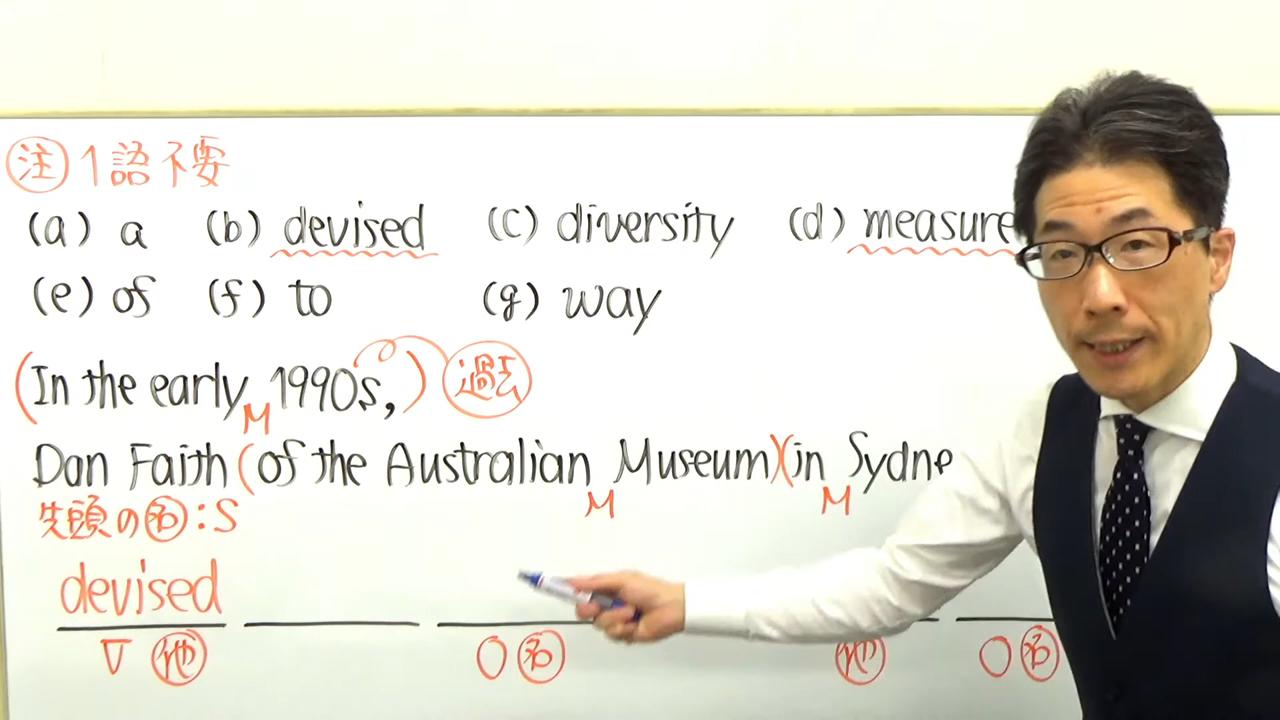 注 1語不要
(a) a (b) devised (c) diversity (d) measure
(e) of (f) to (g) way
(In the early 1990s,) 過去
M
Dan Faith (of the Australian Museum)(in Sydne
先頭の名:S M M
devised
V 他 O 名 他 O 名